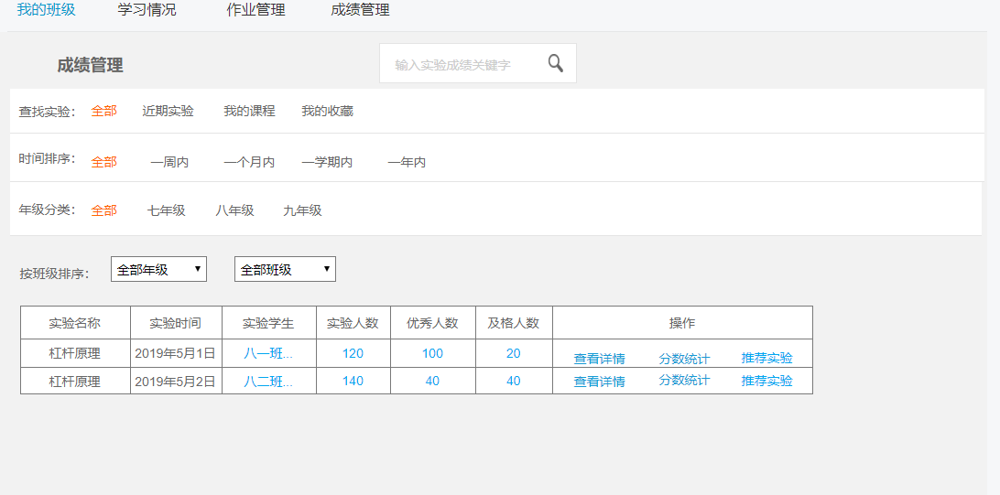 我的班级 学习情况 作业管理 成绩管理
成绩管理 输入实验成绩关键字
查找实验： 全部 近期实验 我的课程 我的收藏
时间排序： 全部 一周内 一个月内 一学期内 一年内
年级分类： 全部 七年级 八年级 九年级
按班级排序： 全部年级 全部班级
实验名称 实验时间 实验学生 实验人数 优秀人数 及格人数 操作
杠杆原理 2019年5月1日 八一班... 120 100 20 查看详情 分数统计 推荐实验
杠杆原理 2019年5月2日 八二班... 140 40 40 查看详情 分数统计 推荐实验